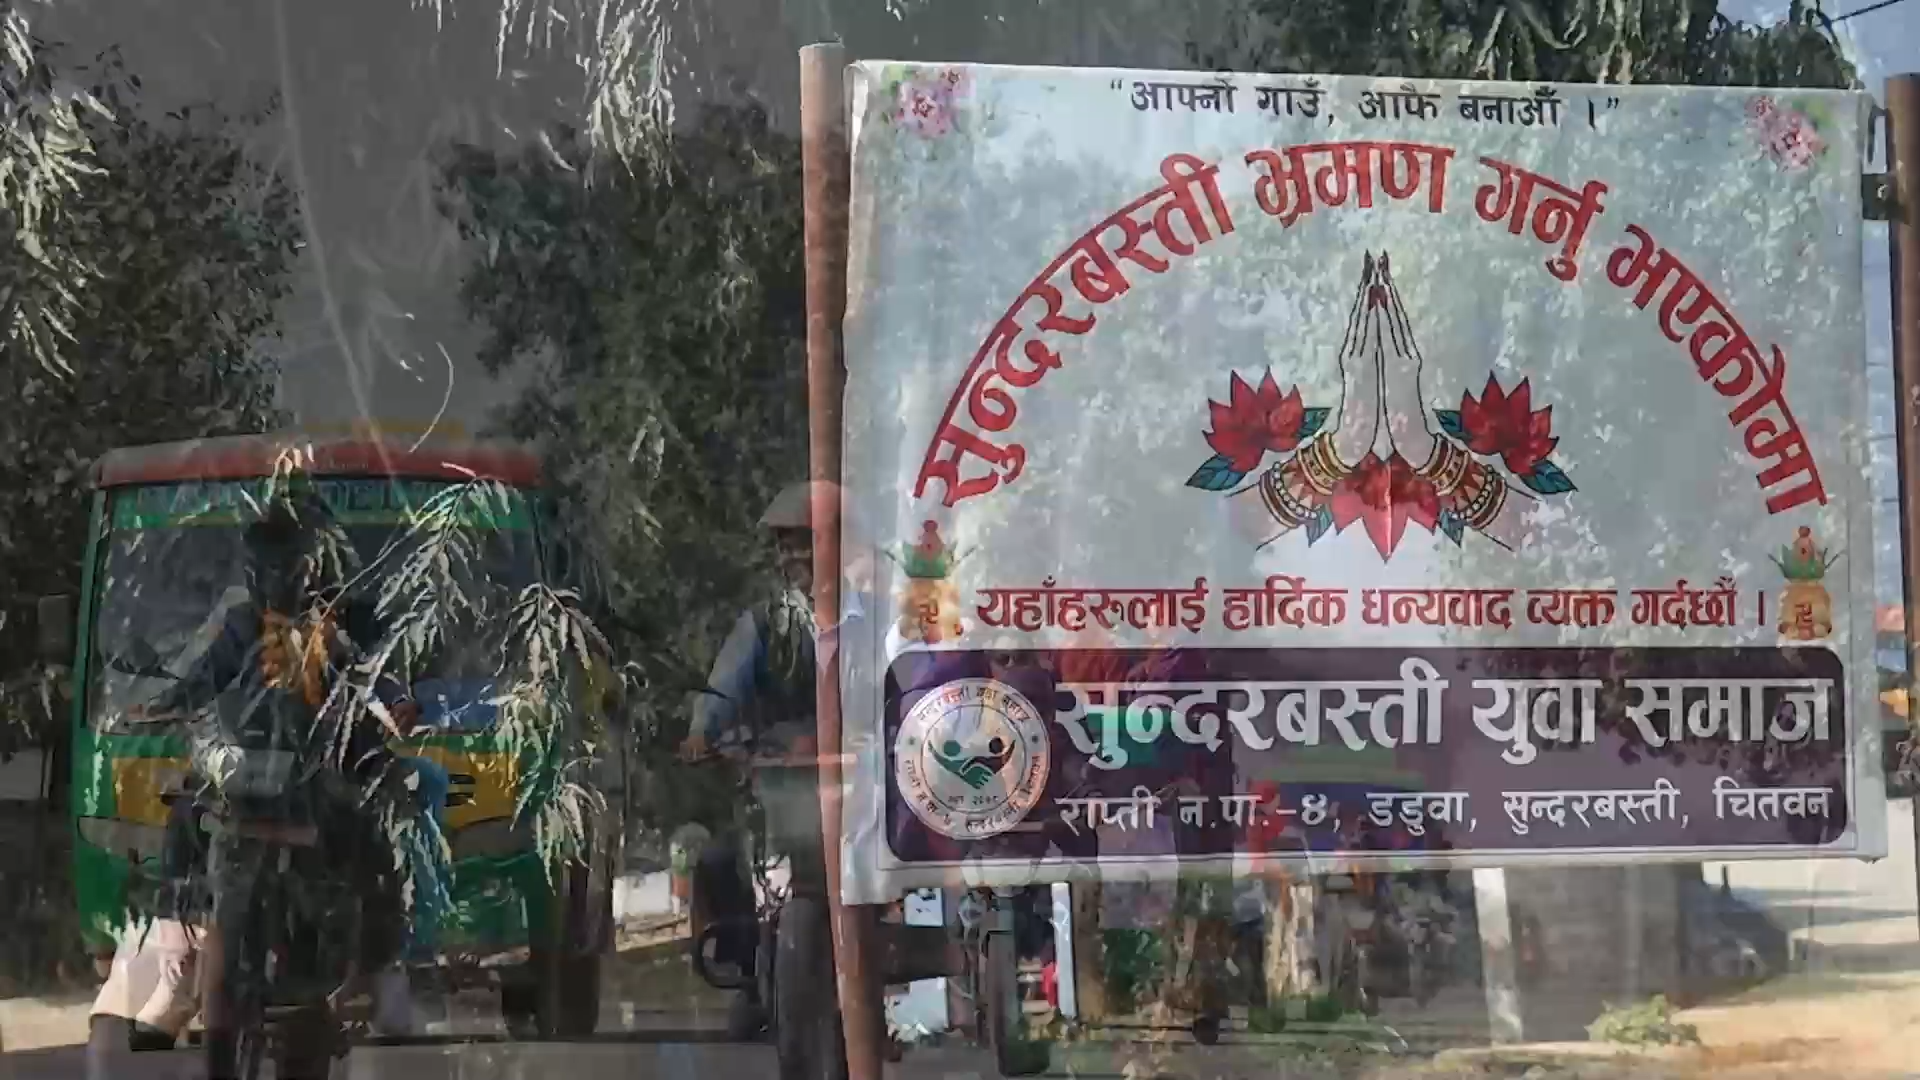 “आफ्नो गाउँ, आफै बनाऔँ ।”
सुन्दरबस्ती भ्रमण गर्नु भएकोमा
यहाँहरुलाई हार्दिक धन्यवाद व्यक्त गर्दछौं ।
सुन्दरबस्ती युवा समाज
राप्ती न.पा.-४, डडुवा, सुन्दरबस्ती, चितवन